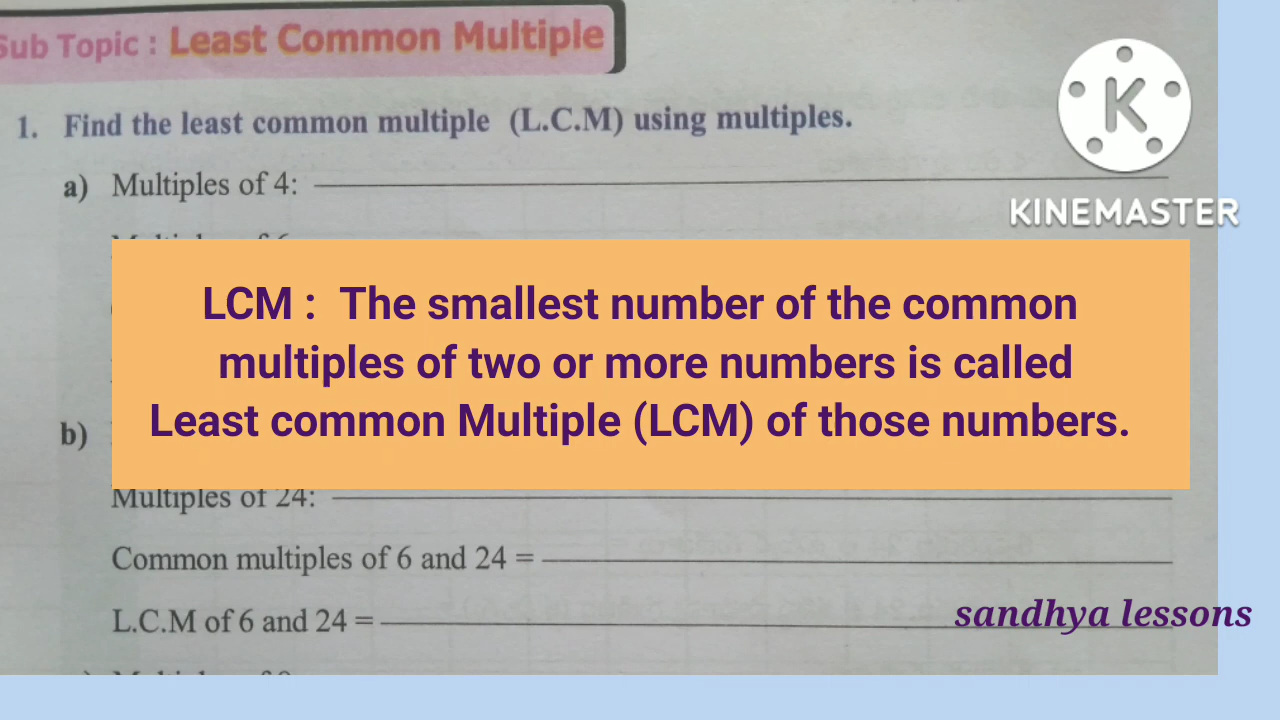 Sub Topic : Least Common Multiple
1. Find the least common multiple (L.C.M) using multiples.
a) Multiples of 4:
LCM : The smallest number of the common
multiples of two or more numbers is called
Least common Multiple (LCM) of those numbers.
b)
Multiples of 24:
Common multiples of 6 and 24 =
L.C.M of 6 and 24 =
K
KINEMASTER
sandhya lessons